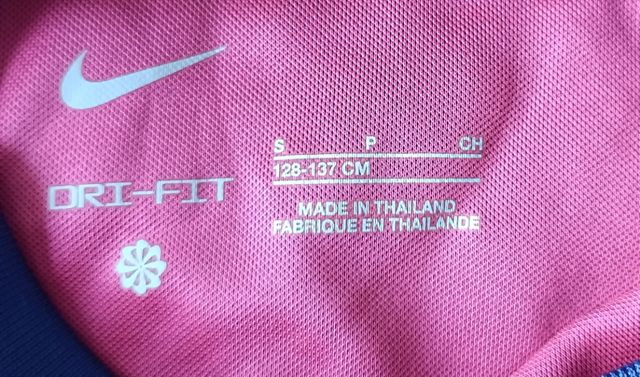 S P CH
128-137 CM
DRI-FIT
MADE IN THAILAND
FABRIQUE EN THAILANDE